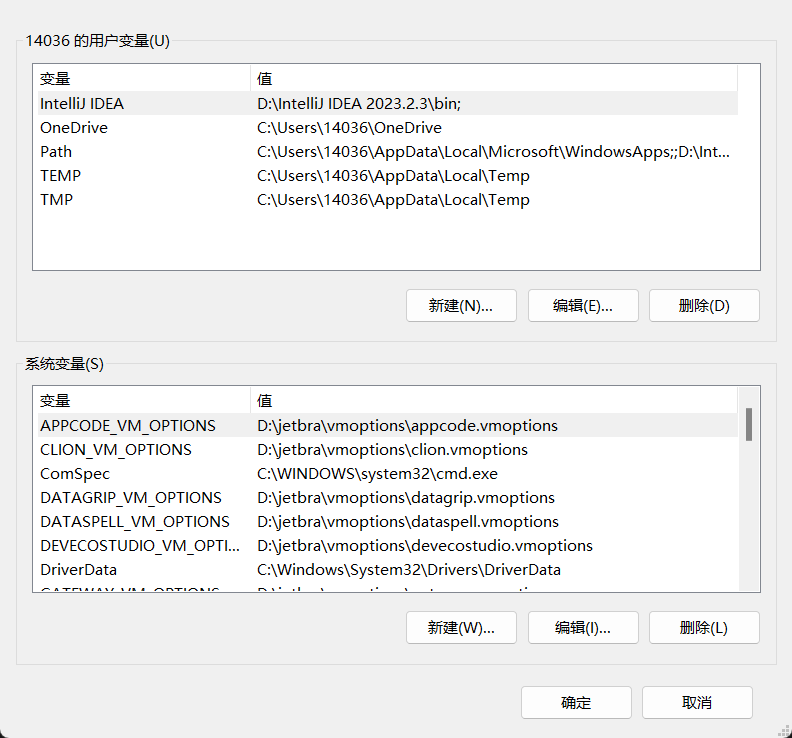 14036 的用户变量(U)
变量 值
IntelliJ IDEA D:\IntelliJ IDEA 2023.2.3\bin;
OneDrive C:\Users\14036\OneDrive
Path C:\Users\14036\AppData\Local\Microsoft\WindowsApps;;D:\Int...
TEMP C:\Users\14036\AppData\Local\Temp
TMP C:\Users\14036\AppData\Local\Temp
新建(N)... 编辑(E)... 删除(D)
系统变量(S)
变量 值
APPCODE_VM_OPTIONS D:\jetbra\vmoptions\appcode.vmoptions
CLION_VM_OPTIONS D:\jetbra\vmoptions\clion.vmoptions
ComSpec C:\WINDOWS\system32\cmd.exe
DATAGRIP_VM_OPTIONS D:\jetbra\vmoptions\datagrip.vmoptions
DATASPELL_VM_OPTIONS D:\jetbra\vmoptions\dataspell.vmoptions
DEVECOSTUDIO_VM_OPTI... D:\jetbra\vmoptions\devecostudio.vmoptions
DriverData C:\Windows\System32\Drivers\DriverData
新建(W)... 编辑(I)... 删除(L)
确定 取消